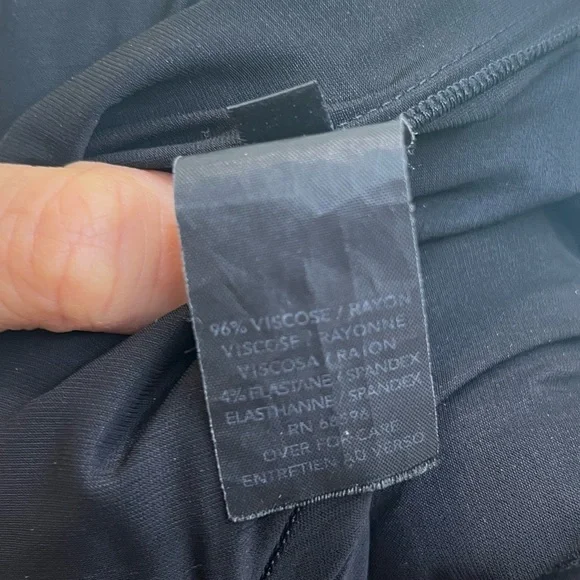 96% VISCOSE / RAYON
VISCOSE / RAYONNE
VISCOSA / RAION
4% ELASTANE / SPANDEX
ELASTHANNE / SPANDEX
RN
OVER FOR CARE
ENTRETIEN AU VERSO